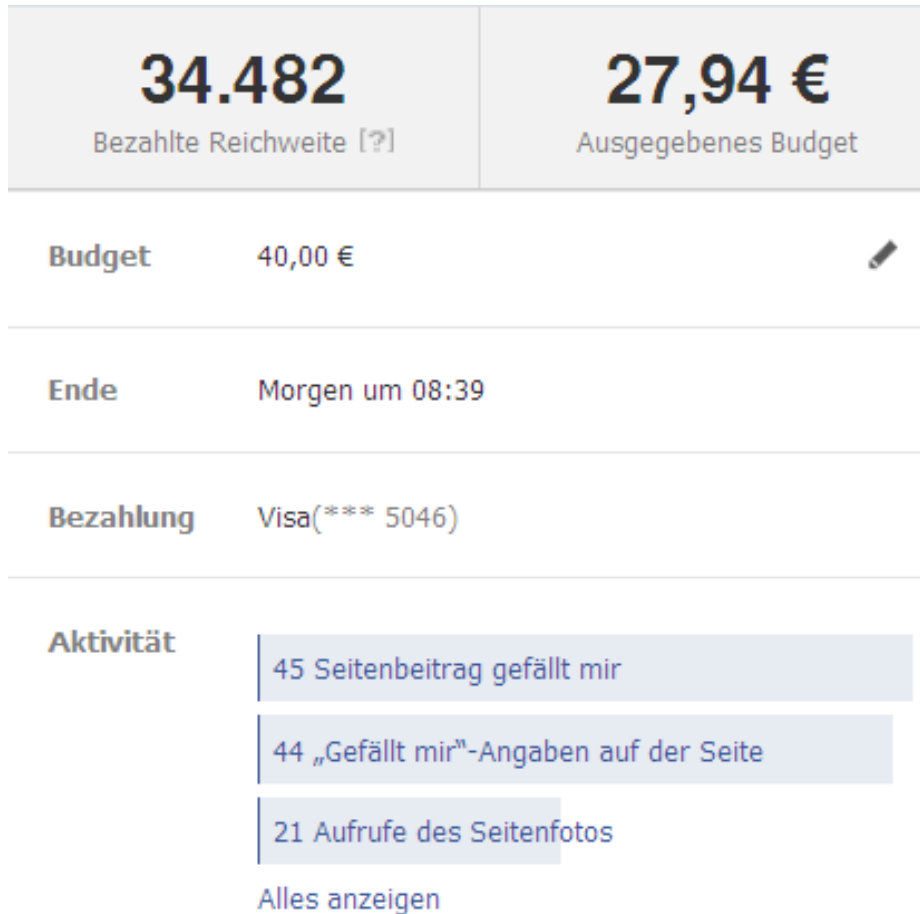 34.482
Bezahlte Reichweite [?]
27,94 €
Ausgegebenes Budget
Budget 40,00 €
Ende Morgen um 08:39
Bezahlung Visa(*** 5046)
Aktivität
45 Seitenbeitrag gefällt mir
44 „Gefällt mir“-Angaben auf der Seite
21 Aufrufe des Seitenfotos
Alles anzeigen